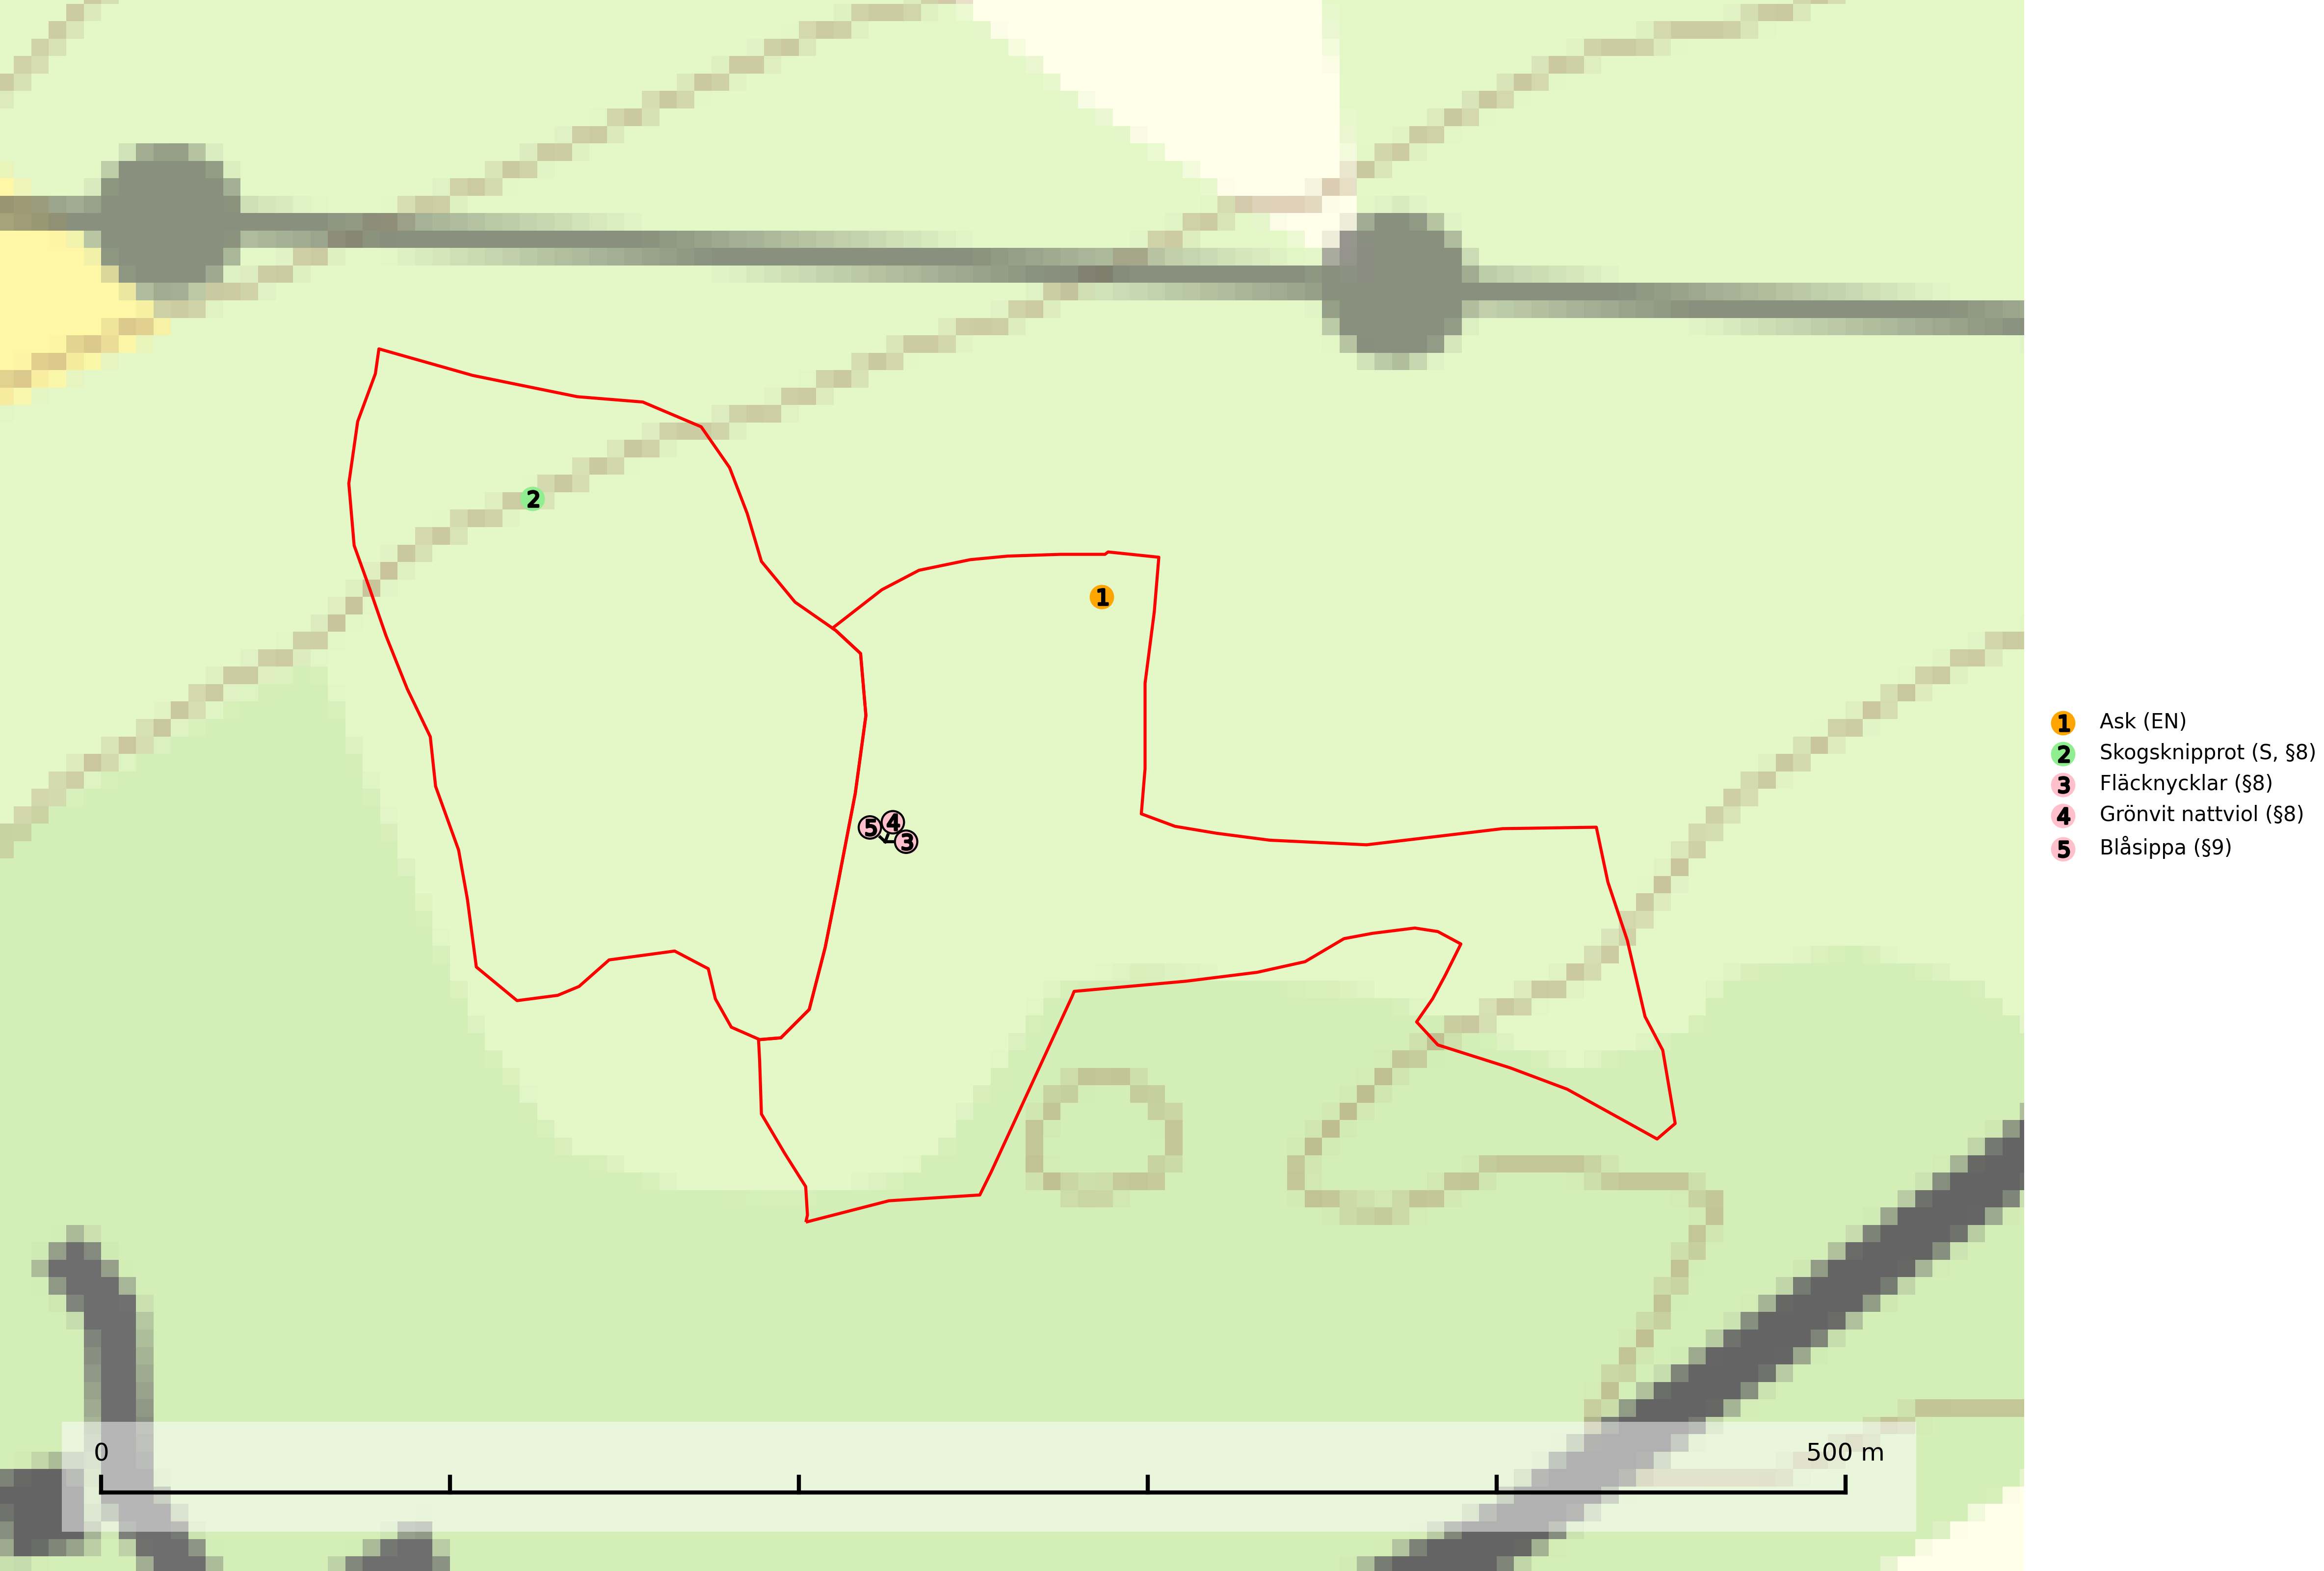 2
1
5 4
3
1 Ask (EN)
2 Skogsknipprot (S, §8)
3 Fläcknycklar (§8)
4 Grönvit nattviol (§8)
5 Blåsippa (§9)
0 500 m